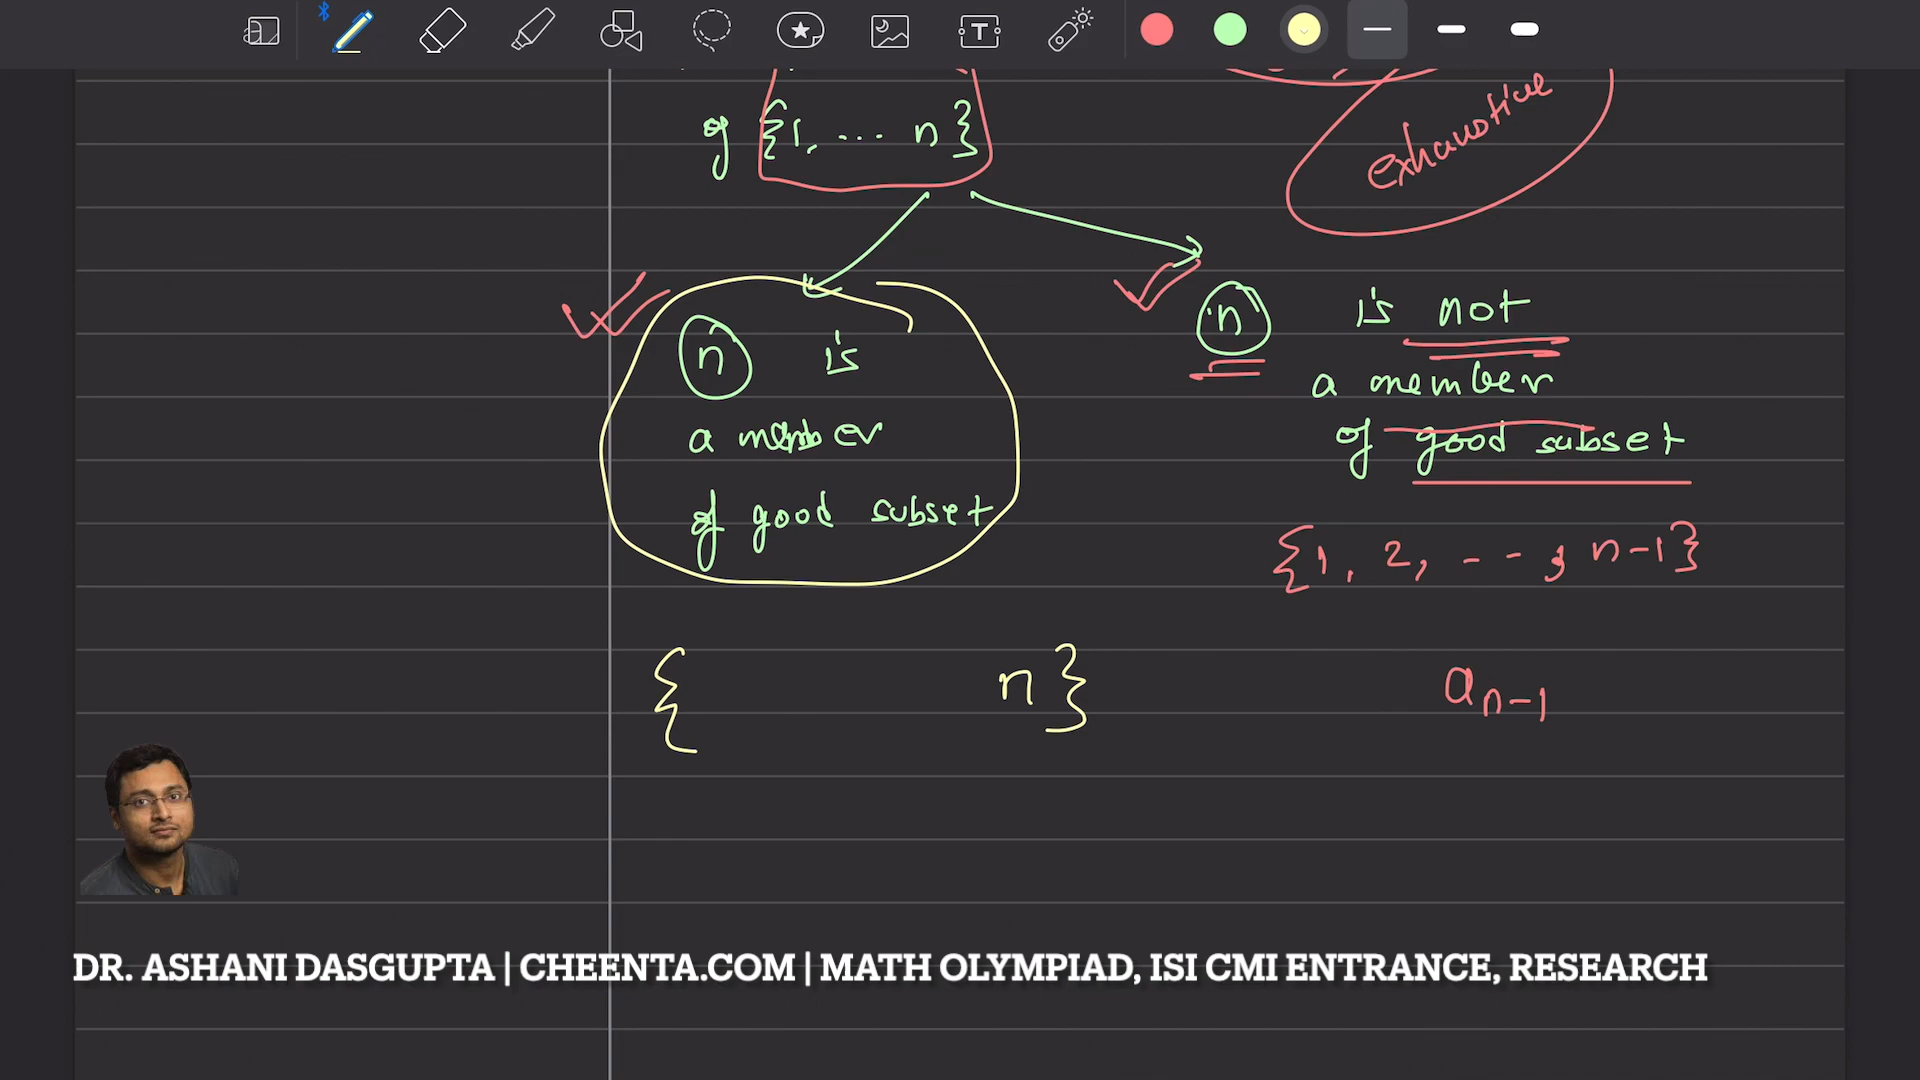 exhaustive
of {1, ... n}
n is
a member
of good subset
n is not
a member
of good subset
{1, 2, - - , n-1}
{ n}
a n-1
DR. ASHANI DASGUPTA | CHEENTA.COM | MATH OLYMPIAD, ISI CMI ENTRANCE, RESEARCH